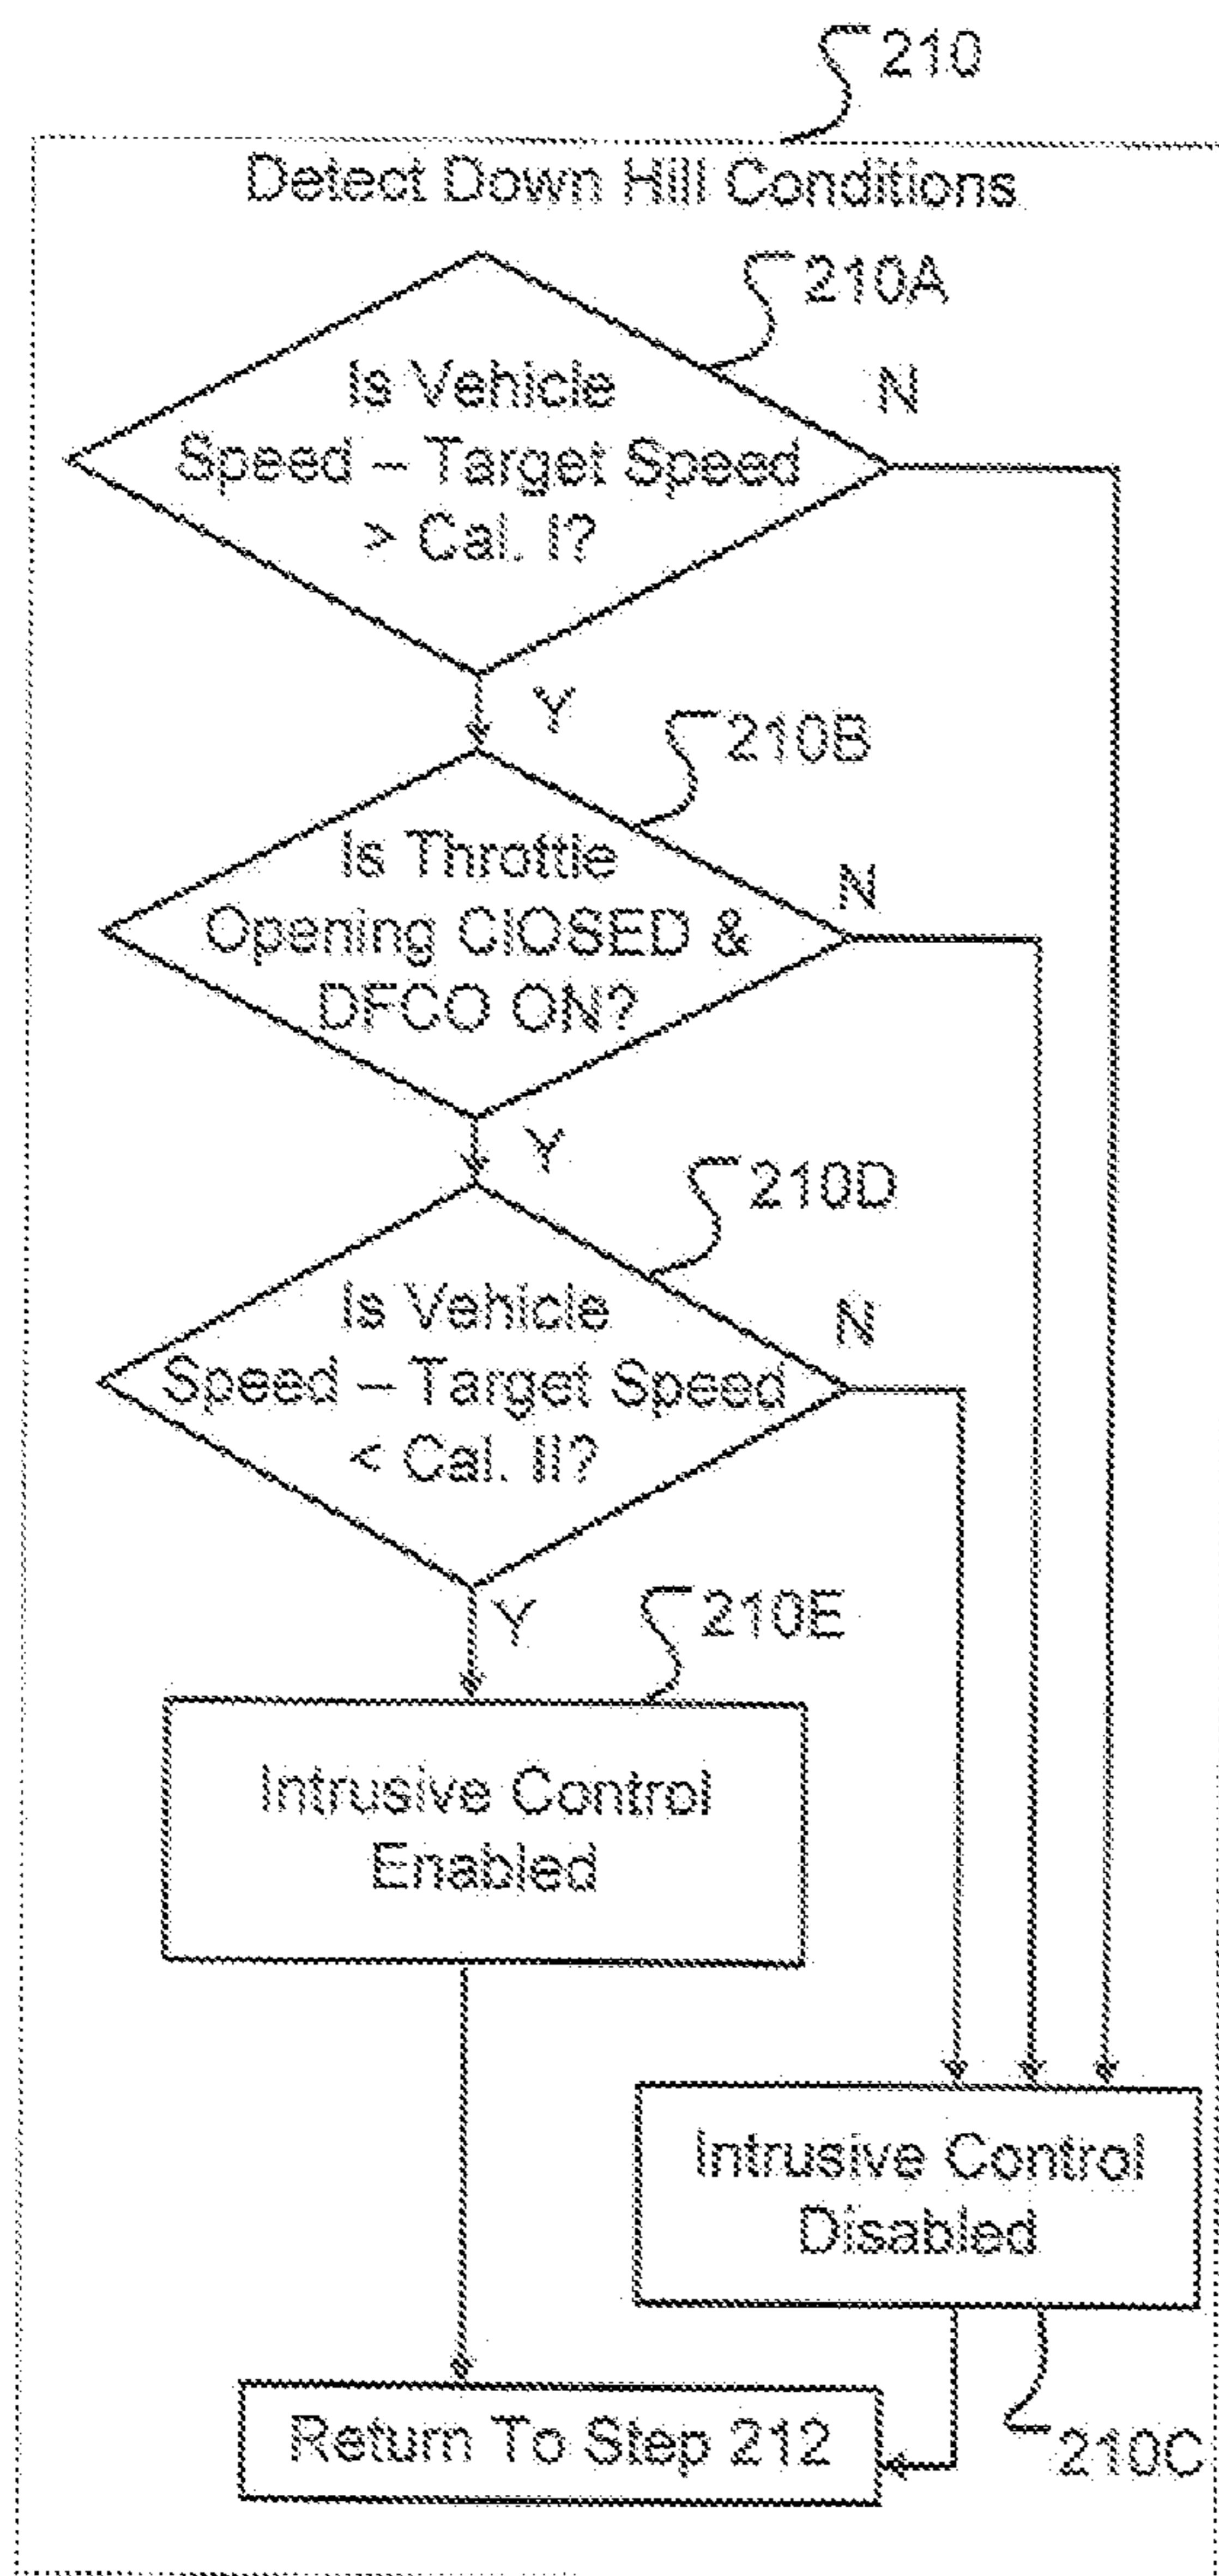 210
Detect Down Hill Conditions
210A
Is Vehicle
Speed – Target Speed
> Cal. I?
N
Y
210B
Is Throttle
Opening ClOSED &
DFCO ON?
N
Y
210D
Is Vehicle
Speed – Target Speed
< Cal. II?
N
Y
210E
Intrusive Control
Enabled
Intrusive Control
Disabled
Return To Step 212
210C